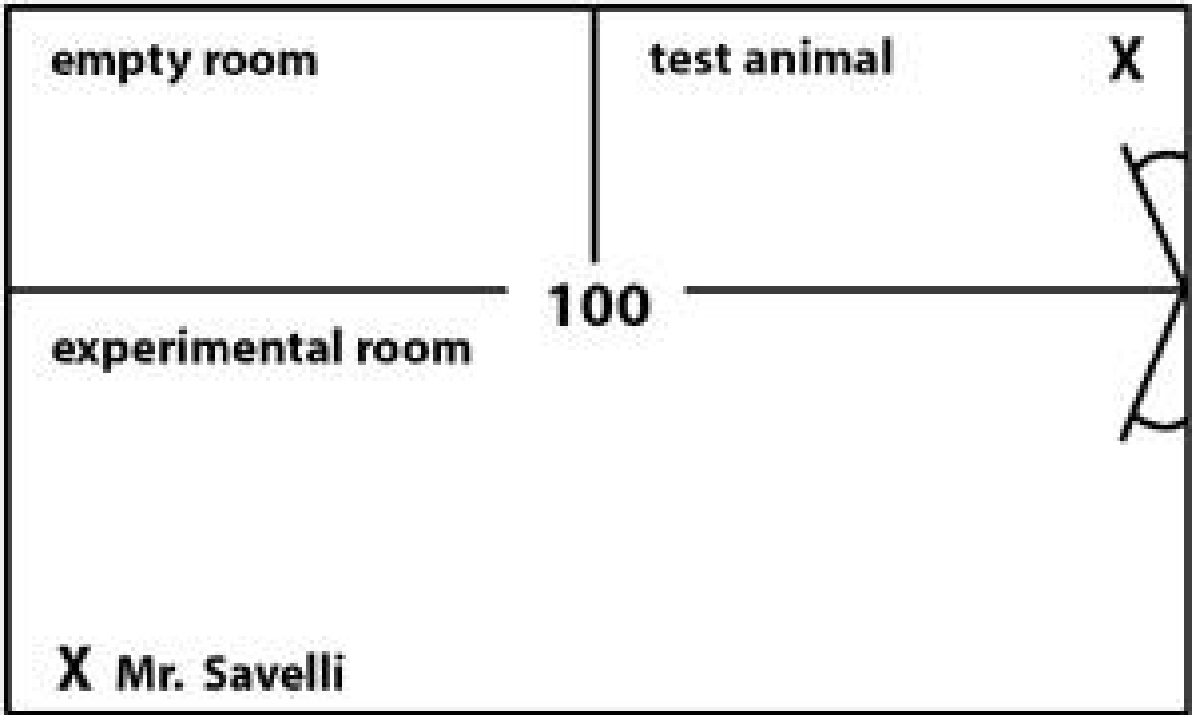 empty room
test animal X
100
experimental room
X Mr. Savelli